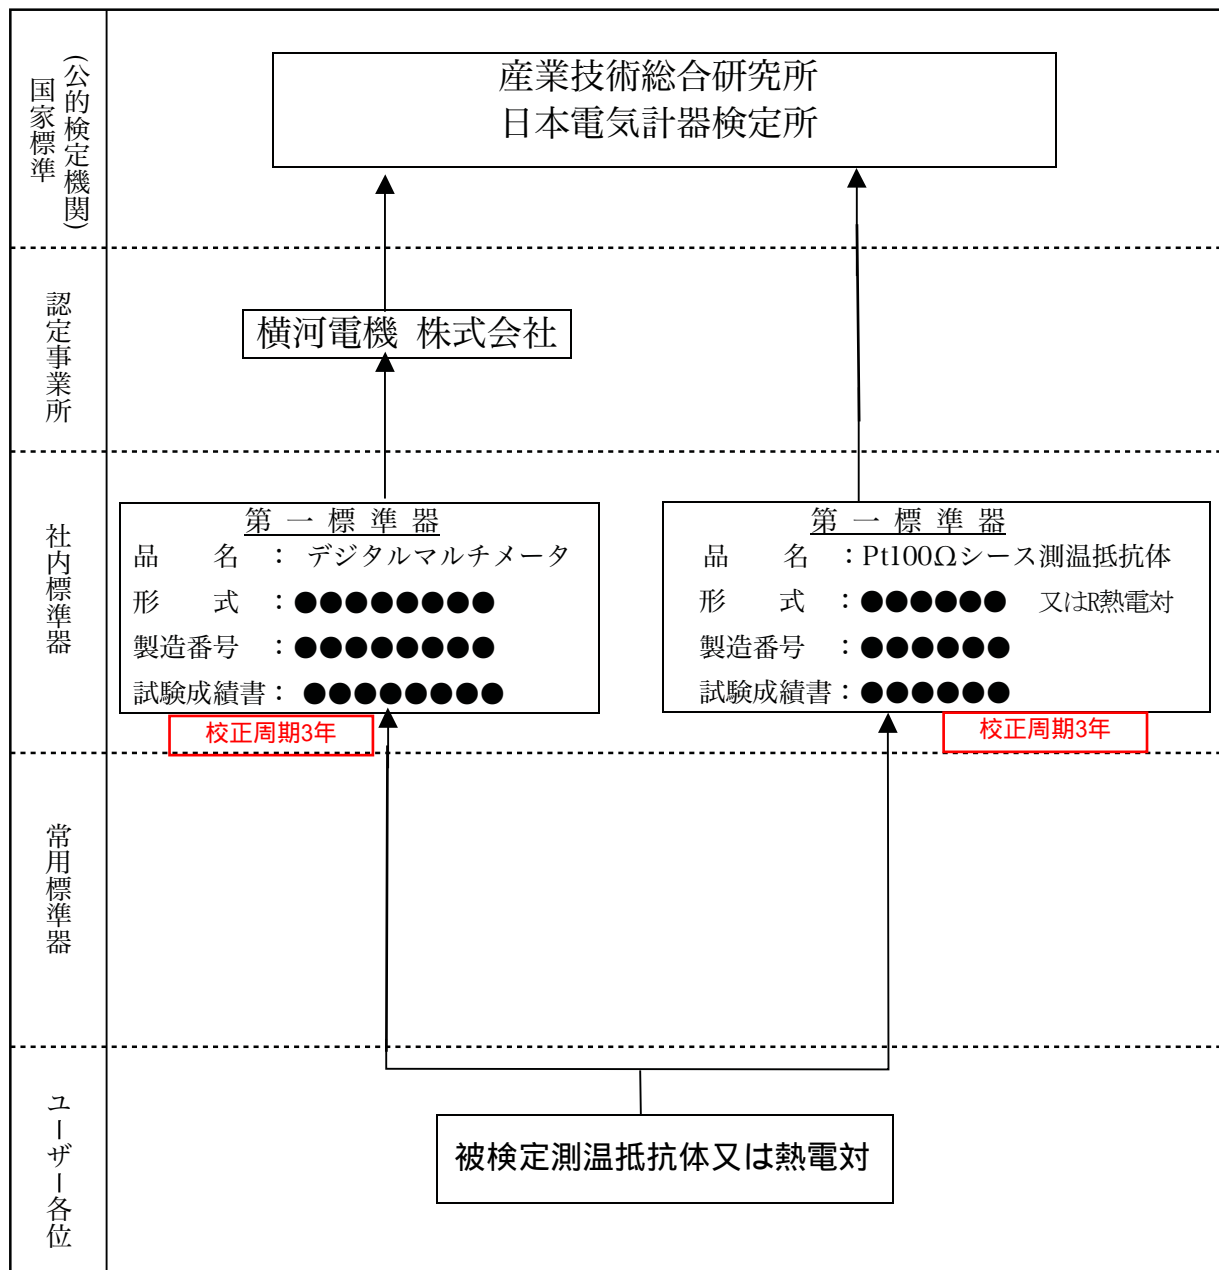 国家標準
(公的検定機関)
産業技術総合研究所
日本電気計器検定所
認定事業所
横河電機 株式会社
社内標準器
第一標準器
品　名 : デジタルマルチメータ
形　式 : ●●●●●●●●
製造番号 : ●●●●●●●●
試験成績書 : ●●●●●●●●
校正周期3年
第一標準器
品　名 : Pt100Ωシース測温抵抗体
形　式 : ●●●●●● 又はR熱電対
製造番号 : ●●●●●●
試験成績書 : ●●●●●●
校正周期3年
常用標準器
ユーザー各位
被検定測温抵抗体又は熱電対